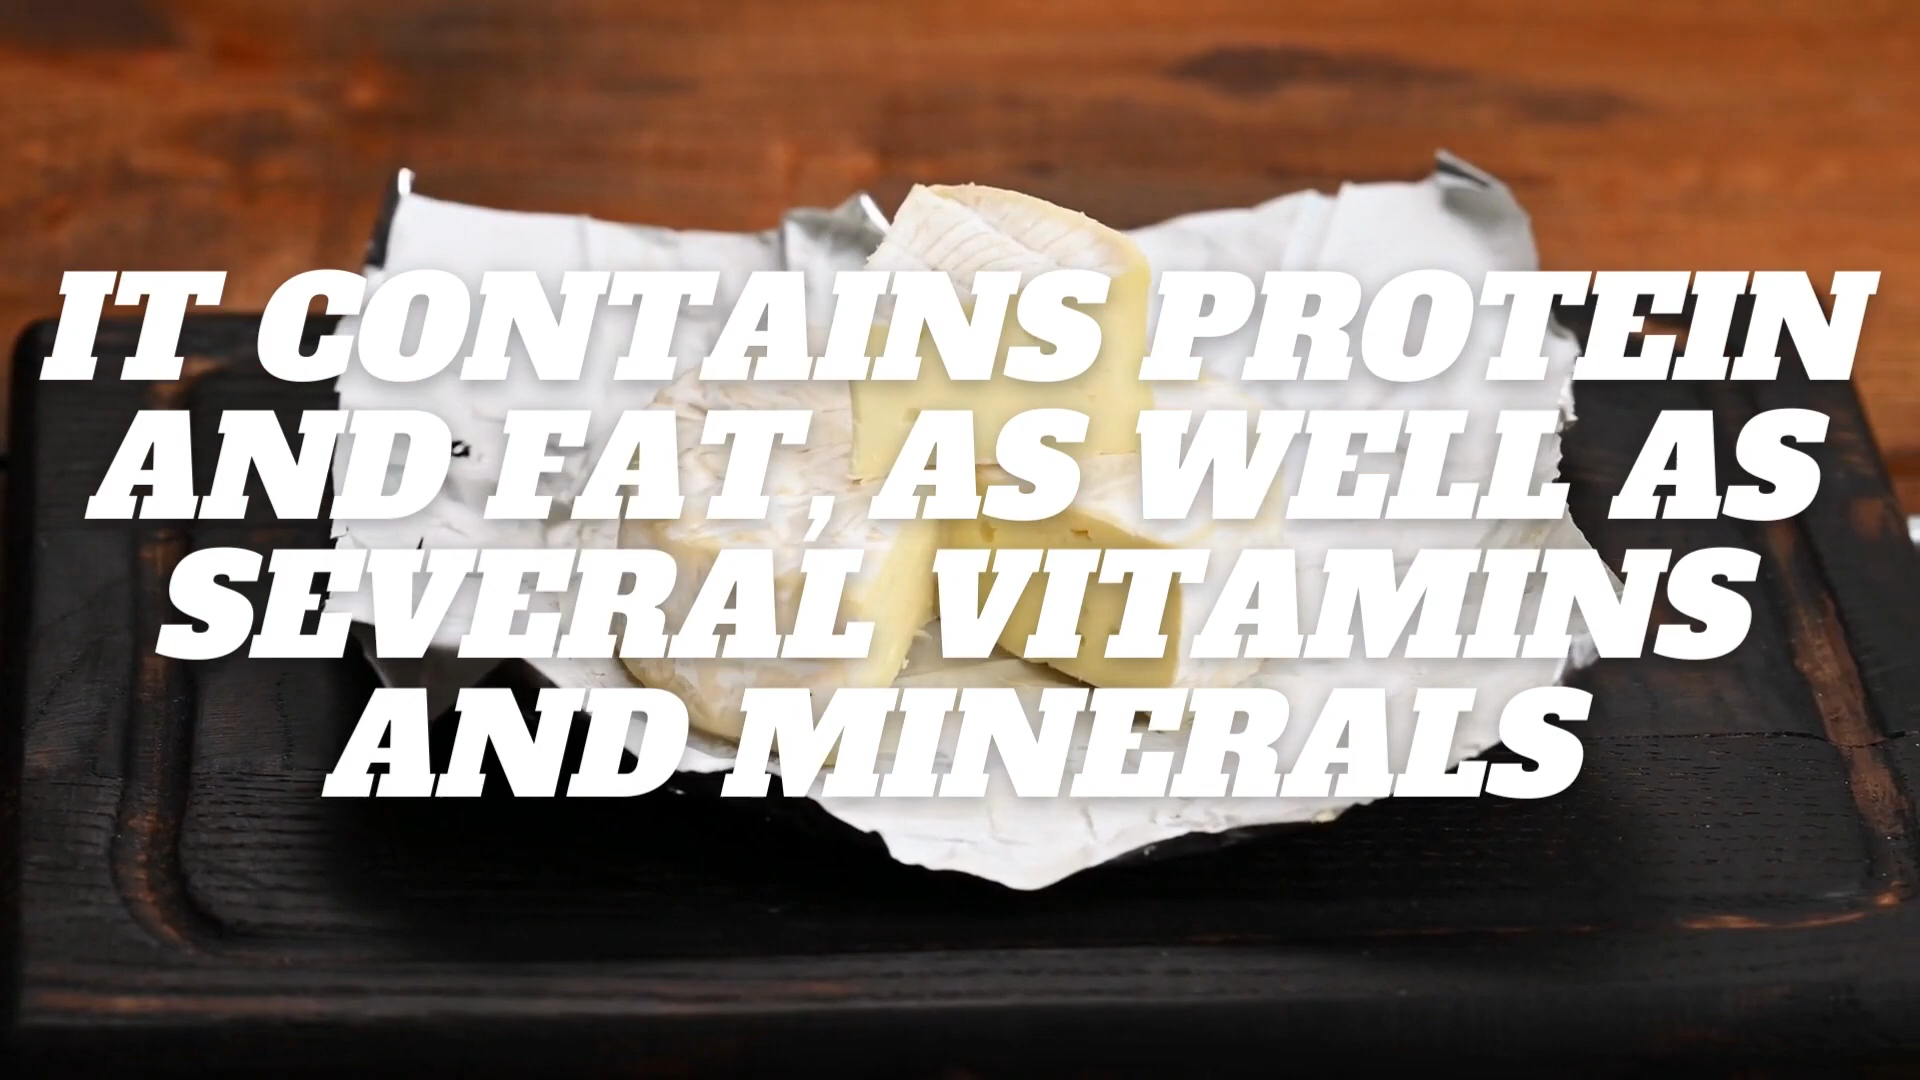 IT CONTAINS PROTEIN
AND FAT, AS WELL AS
SEVERAL VITAMINS
AND MINERALS